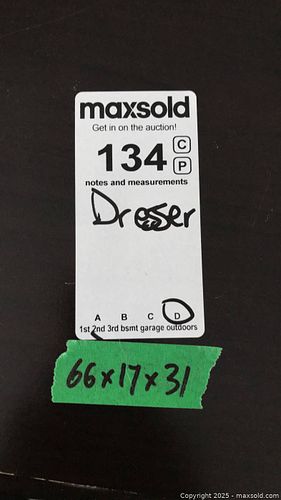 maxsold
Get in on the auction!
134 C
P
notes and measurements
Dresser
A B C D
1st 2nd 3rd bsmt garage outdoors
66x17x31
Copyright 2025 - maxsold.com